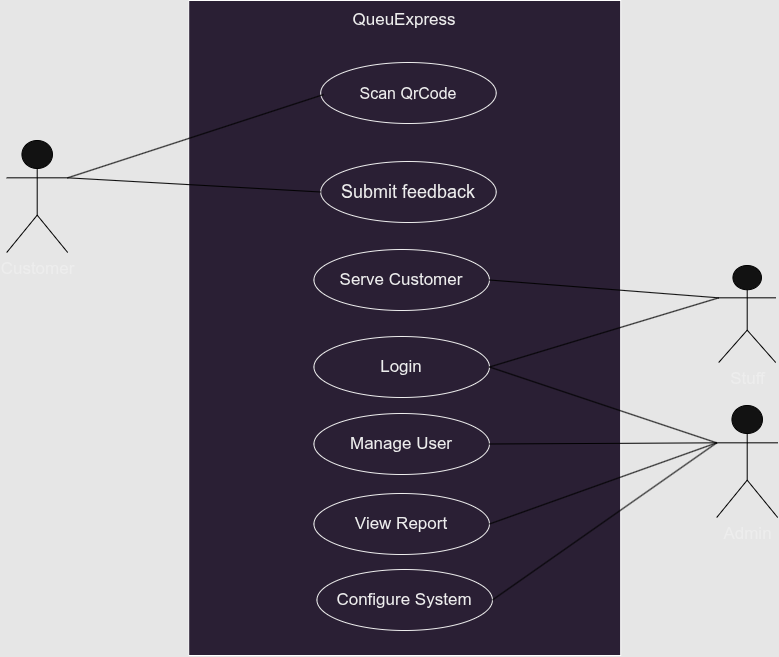 QueuExpress
Scan QrCode
Submit feedback
Customer
Serve Customer
Login
Stuff
Manage User
View Report
Admin
Configure System